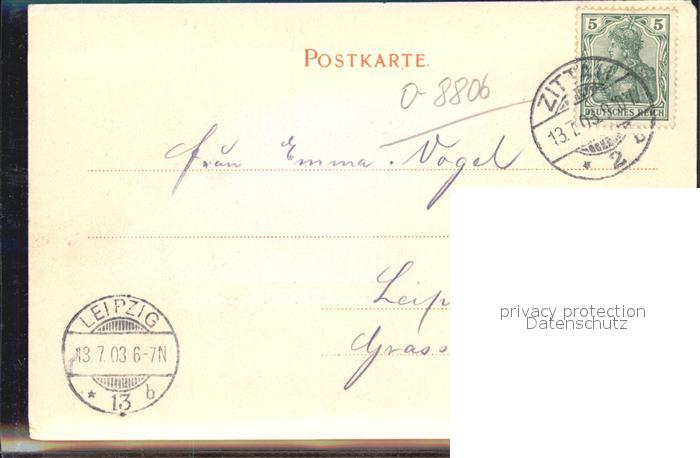 5 5
DEUTSCHES REICH
POSTKARTE.
O-8806
ZITTAU
13.7.03
* 2 b
Frau Emma Vogel
Leip
Grass
privacy protection
Datenschutz
LEIPZIG
13.7.03 6-7N
* 13 b